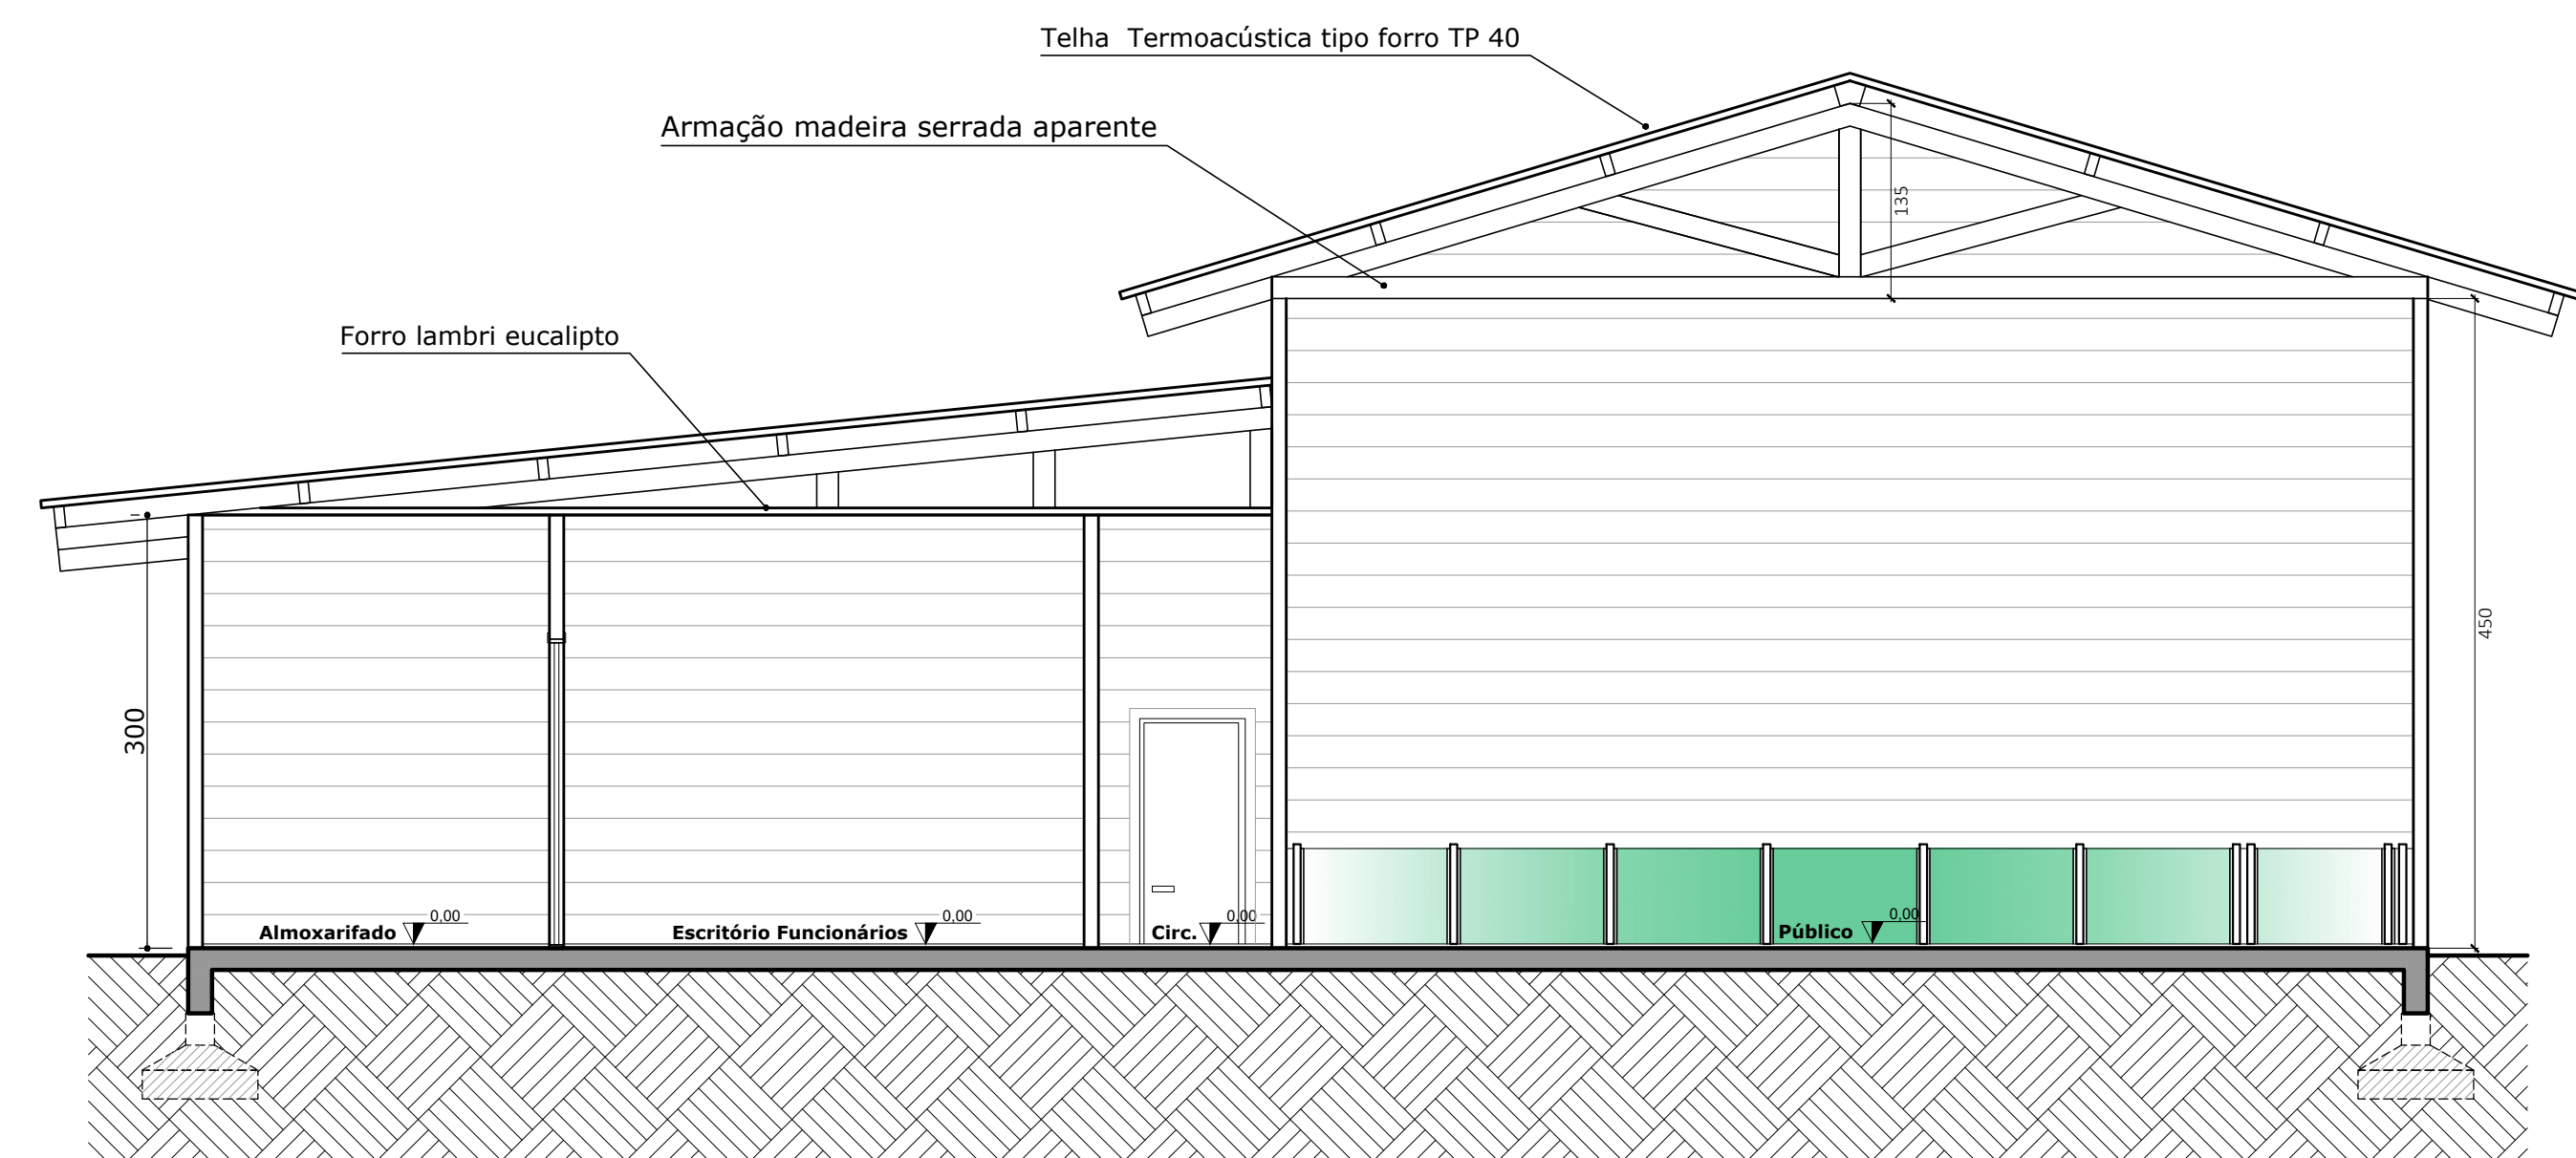 Telha  Termoacústica tipo forro TP 40
Armação madeira serrada aparente
135
Forro lambri eucalipto
450
300
0,00
0,00
0,00
0,00
Almoxarifado
Escritório Funcionários
Circ.
Público